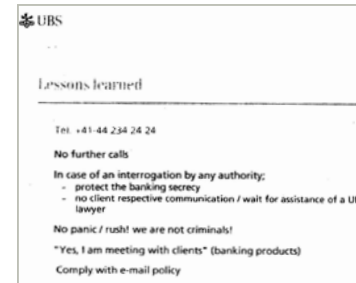 UBS
Lessons learned
Tel. +41-44 234 24 24
No further calls
In case of an interrogation by any authority;
- protect the banking secrecy
- no client respective communication / wait for assistance of a
lawyer
No panic / rush! we are not criminals!
"Yes, I am meeting with clients" (banking products)
Comply with e-mail policy